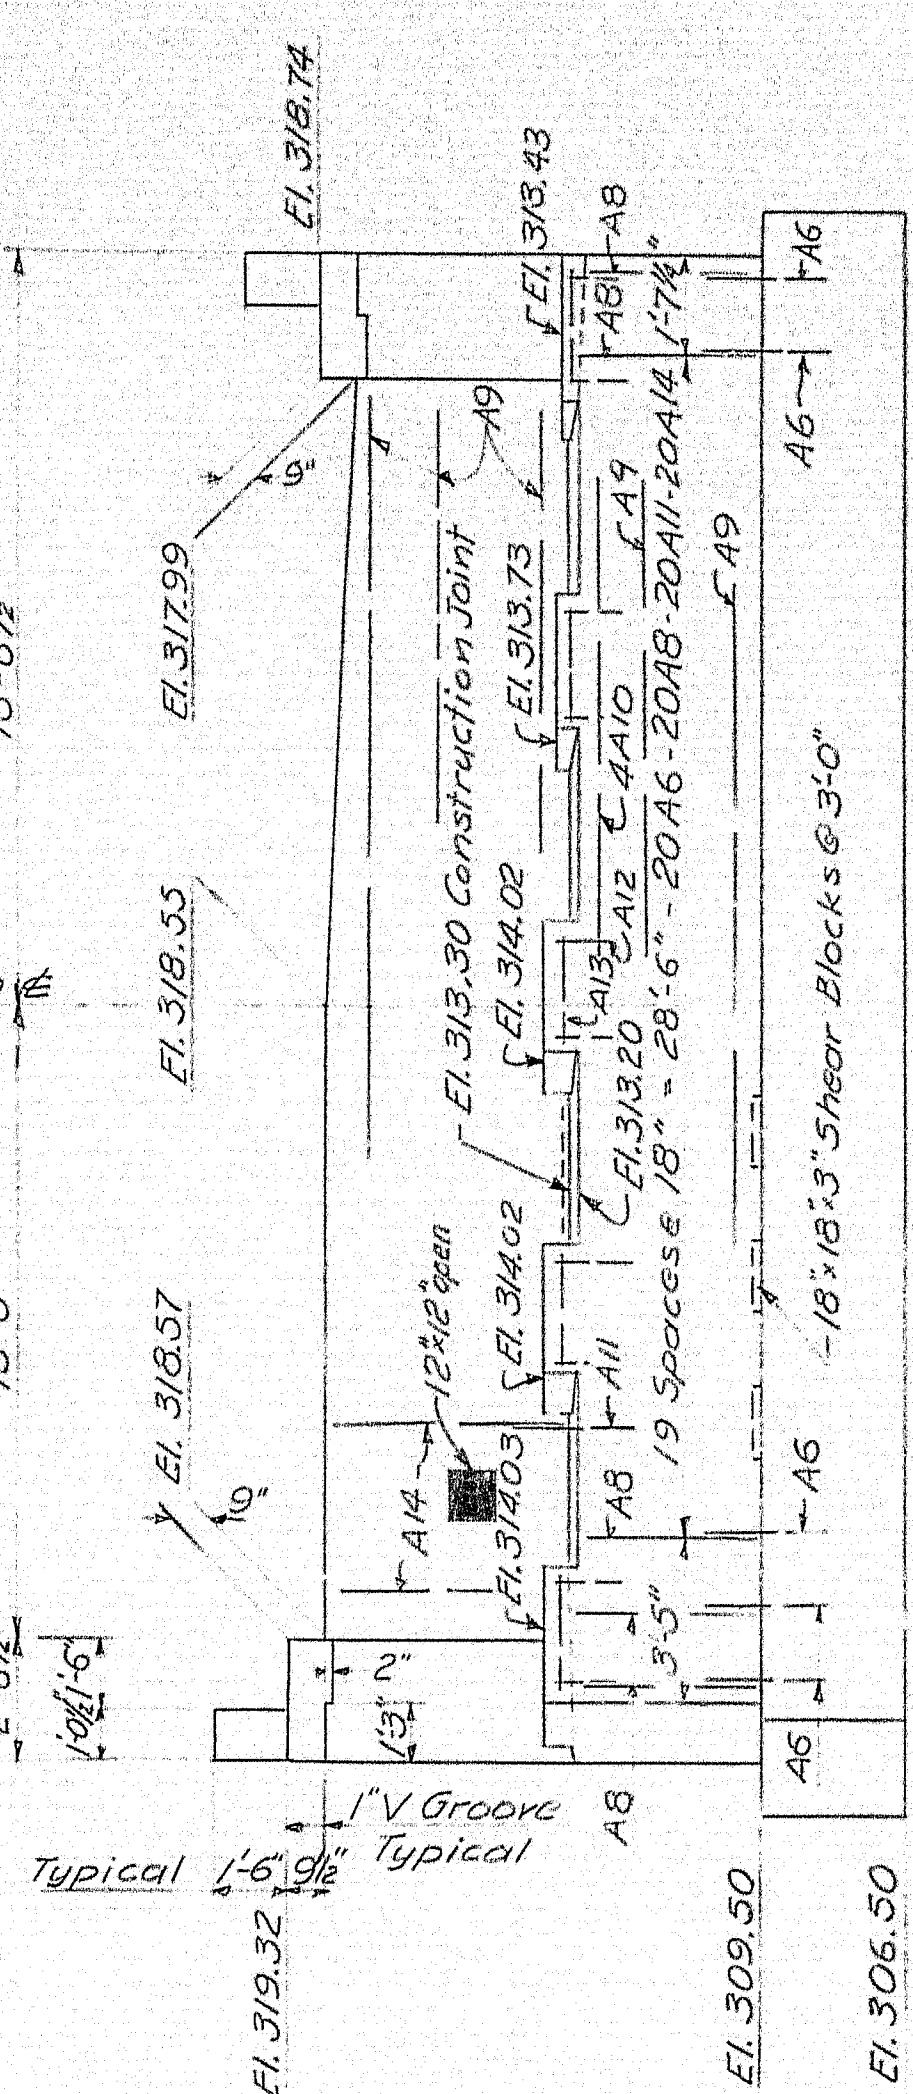 El. 319.32
El. 318.57
El. 318.55
El. 317.99
El. 318.74
9"
9"
1'-0½"
1'-6"
2"
1'-3"
Typical
1'-6"
9½"
1" V Groove
Typical
A14
12"x12" open
El. 313.30 Construction Joint
A9
El. 314.03
El. 314.02
El. 314.02
El. 313.73
El. 313.43
A8
A11
El. 313.20
A13
A12
4A10
A9
A8
A8
A8
3'-5"
19 Spaces @ 18" = 28'-6" - 20A6 - 20A8 - 20A11 - 20A14
1'-7¼"
A9
A6
A6
A6
A6
18"x18"x3" Shear Blocks @ 3'-0"
El. 309.50
El. 306.50